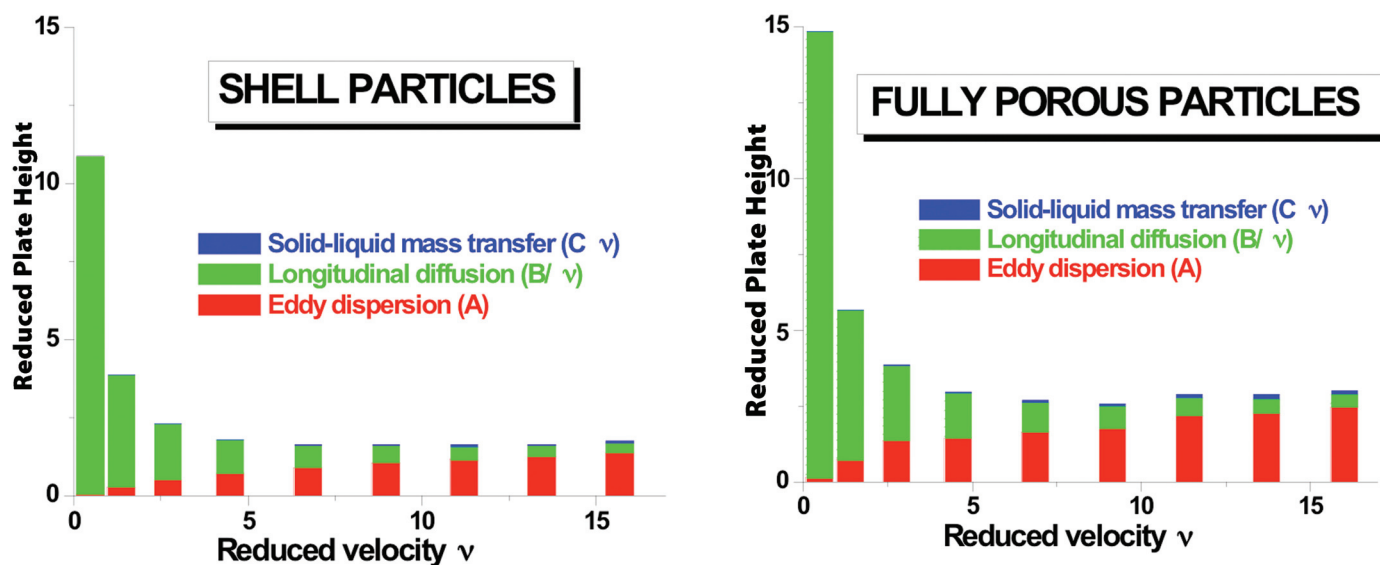 SHELL PARTICLES
Reduced Plate Height
15
10
5
0
Solid-liquid mass transfer (C ν)
Longitudinal diffusion (B/ ν)
Eddy dispersion (A)
0
5
10
15
Reduced velocity ν
FULLY POROUS PARTICLES
Reduced Plate Height
15
10
5
0
Solid-liquid mass transfer (C ν)
Longitudinal diffusion (B/ ν)
Eddy dispersion (A)
0
5
10
15
Reduced velocity ν